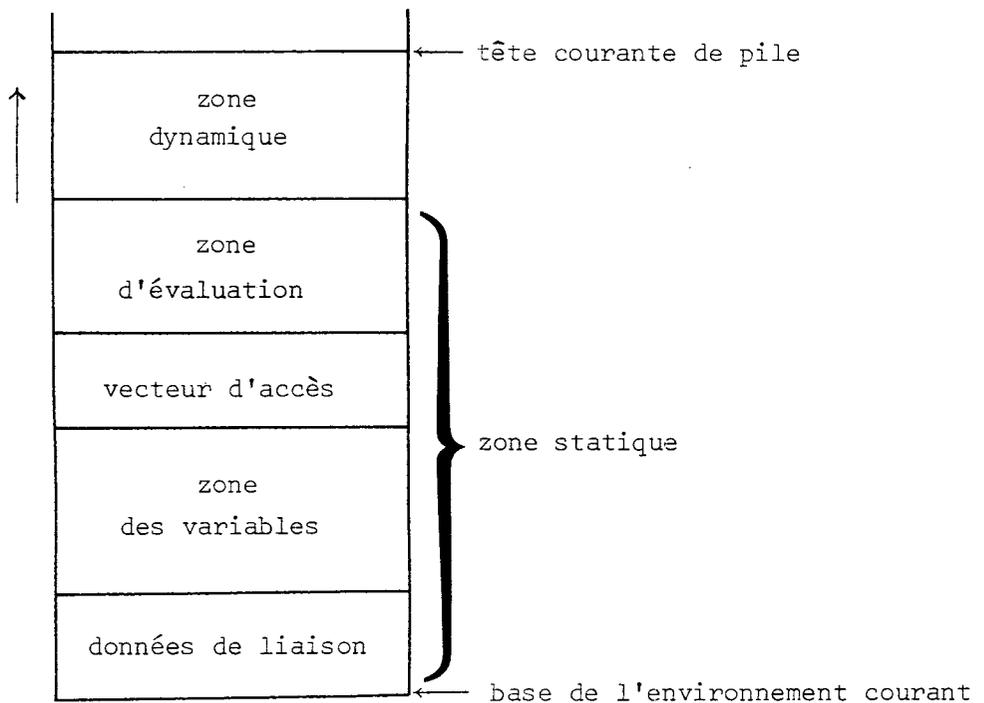 tête courante de pile
zone
dynamique
zone
d'évaluation
vecteur d'accès
zone statique
zone
des variables
données de liaison
base de l'environnement courant